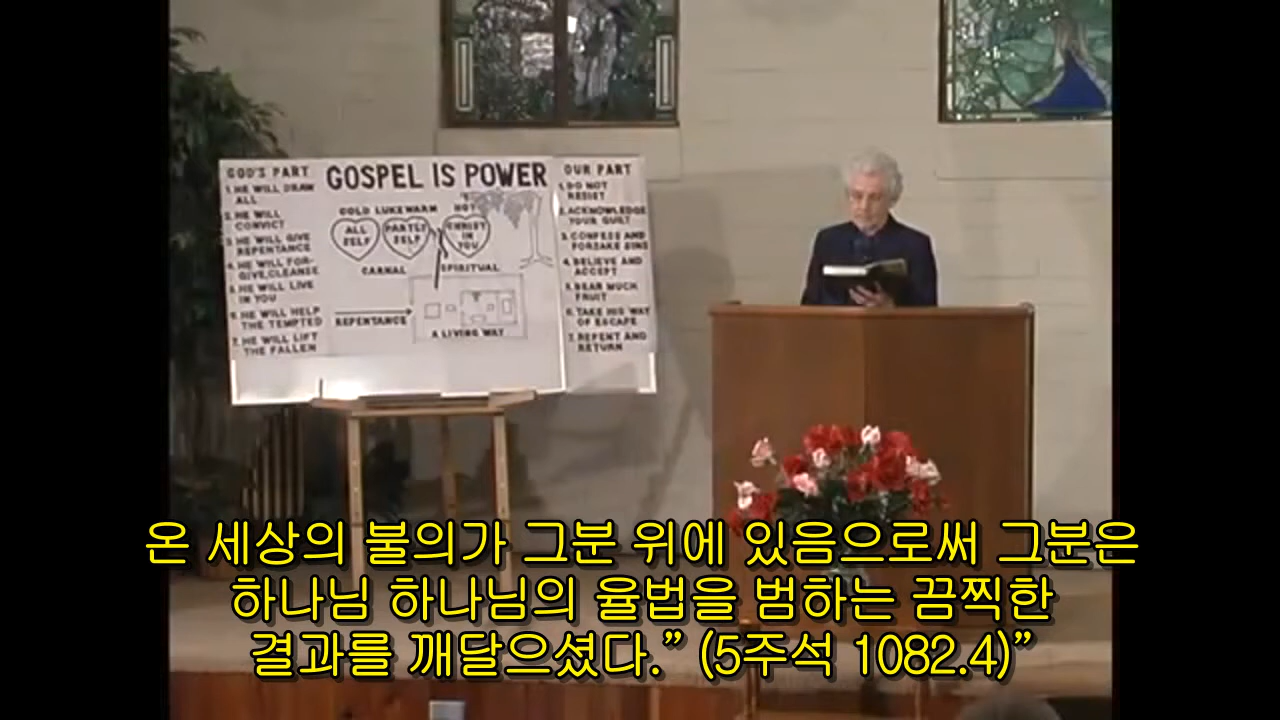 GOD'S PART
1. HE WILL DRAW
ALL
2. HE WILL
CONVICT
3. HE WILL GIVE
REPENTANCE
4. HE WILL FOR-
GIVE, CLEANSE
5. HE WILL LIVE
IN YOU
6. HE WILL HELP
THE TEMPTED
7. HE WILL LIFT
THE FALLEN
GOSPEL IS POWER
COLD LUKEWARM HOT
ALL
SELF
PARTLY
SELF
CHRIST
IN
YOU
CARNAL SPIRITUAL
REPENTANCE
A LIVING WAY
OUR PART
1. DO NOT
RESIST
2. ACKNOWLEDGE
YOUR GUILT
3. CONFESS AND
FORSAKE SINS
4. BELIEVE AND
ACCEPT
5. BEAR MUCH
FRUIT
6. TAKE HIS WAY
OF ESCAPE
7. REPENT AND
RETURN
온 세상의 불의가 그분 위에 있음으로써 그분은
하나님 하나님의 율법을 범하는 끔찍한
결과를 깨달으셨다.” (5주석 1082.4)”